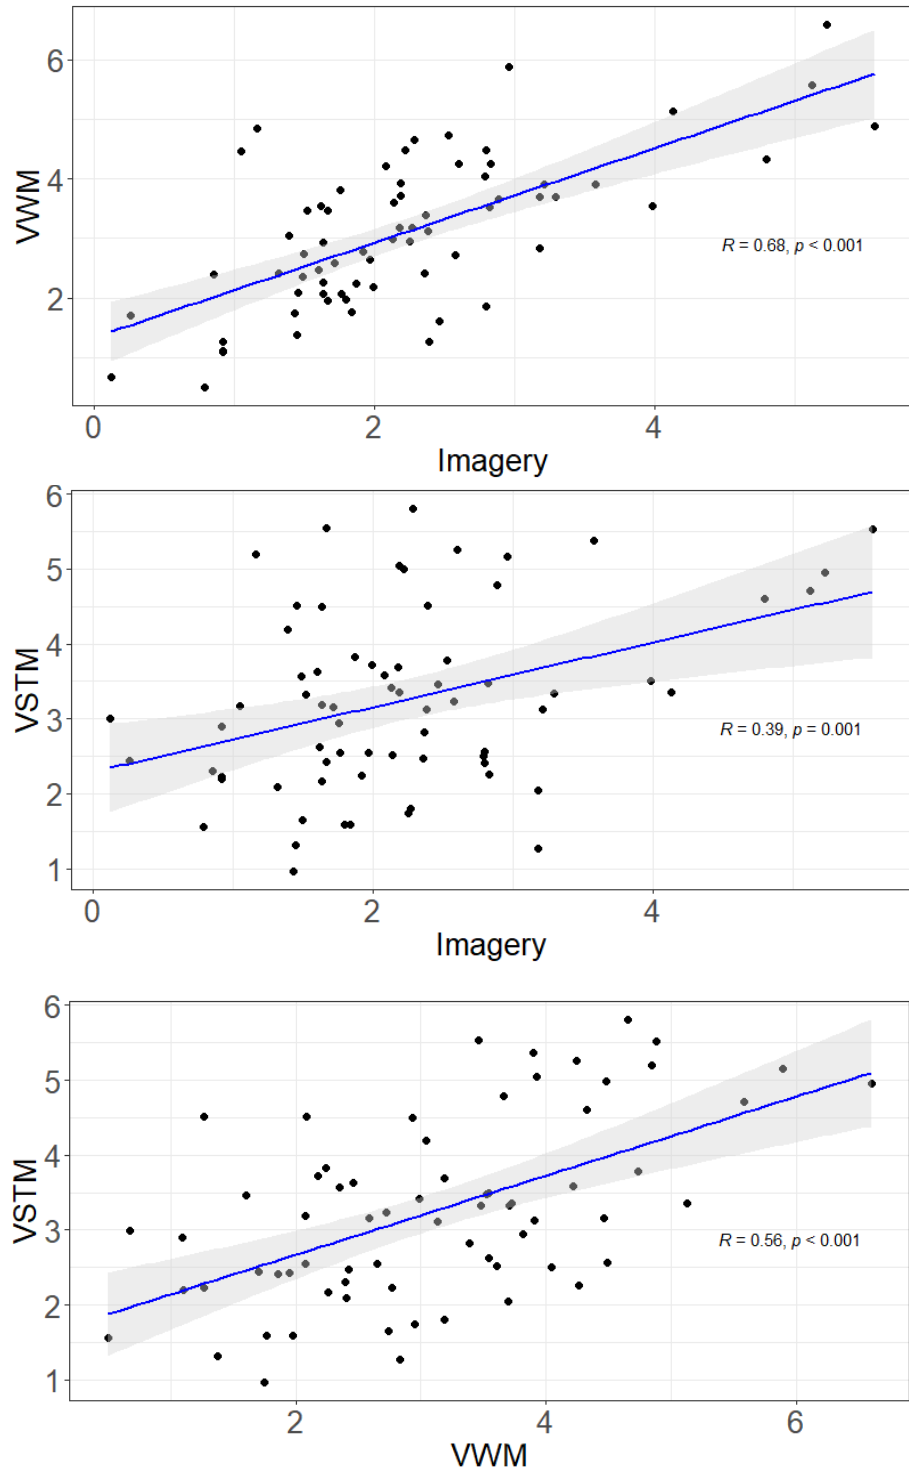 6
4
2
VWM
R = 0.68, p < 0.001
0 2 4
Imagery
6
5
4
3
2
1
VSTM
R = 0.39, p = 0.001
0 2 4
Imagery
6
5
4
3
2
1
VSTM
R = 0.56, p < 0.001
2 4 6
VWM